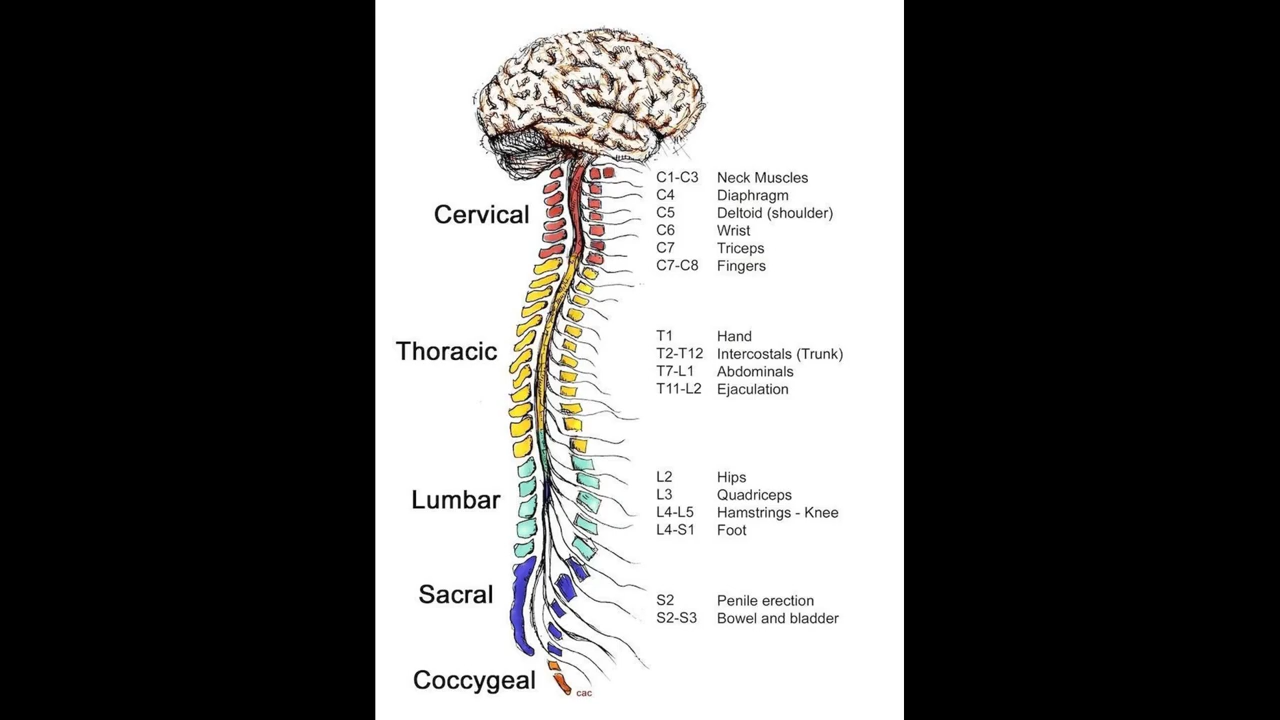 Cervical
C1-C3 Neck Muscles
C4 Diaphragm
C5 Deltoid (shoulder)
C6 Wrist
C7 Triceps
C7-C8 Fingers
Thoracic
T1 Hand
T2-T12 Intercostals (Trunk)
T7-L1 Abdominals
T11-L2 Ejaculation
Lumbar
L2 Hips
L3 Quadriceps
L4-L5 Hamstrings - Knee
L4-S1 Foot
Sacral
S2 Penile erection
S2-S3 Bowel and bladder
Coccygeal
cac